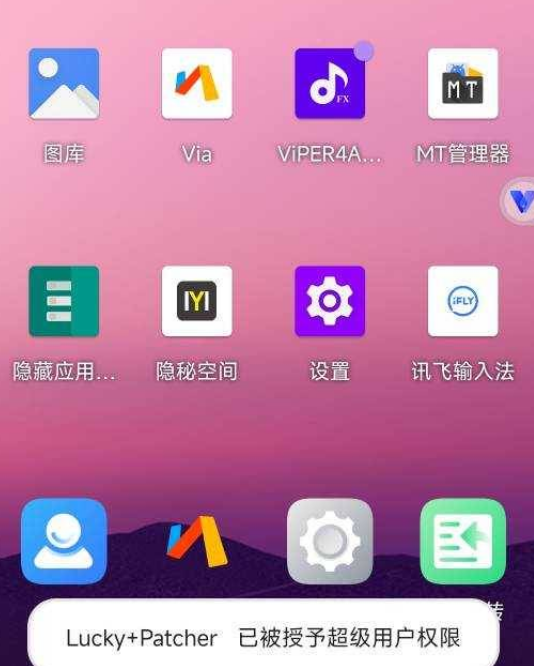 FX
MT
图库
Via
ViPER4A...
MT管理器
iFLY
隐藏应用...
隐秘空间
设置
讯飞输入法
转
Lucky+Patcher 已被授予超级用户权限